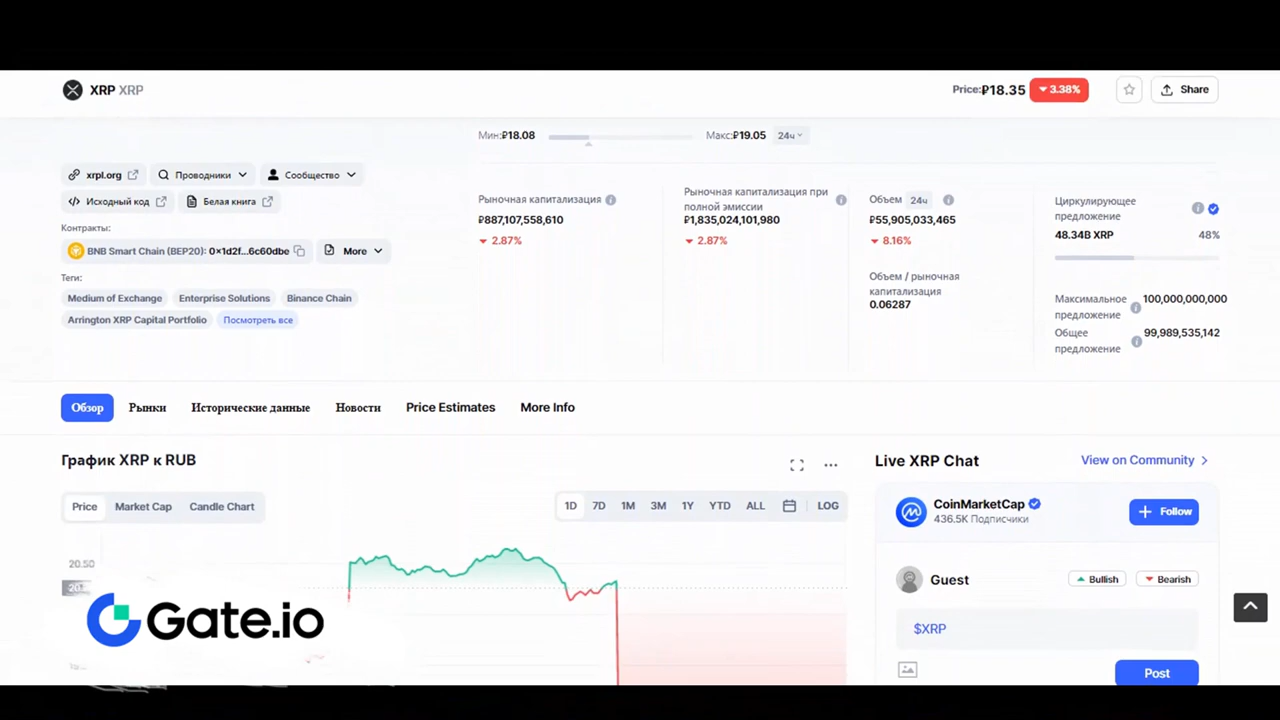 XRP XRP
Price:₽18.35 3.38%
Share
Мин:₽18.08
Макс:₽19.05 24ч
xrpl.org
Проводники
Сообщество
Исходный код
Белая книга
Контракты:
BNB Smart Chain (BEP20): 0x1d2f...6c60dbe
More
Теги:
Medium of Exchange
Enterprise Solutions
Binance Chain
Arrington XRP Capital Portfolio
Посмотреть все
Рыночная капитализация
₽887,107,558,610
2.87%
Рыночная капитализация при
полной эмиссии
₽1,835,024,101,980
2.87%
Объем 24ч
₽55,905,033,465
8.16%
Объем / рыночная
капитализация
0.06287
Циркулирующее
предложение
48.34B XRP 48%
Максимальное
предложение
100,000,000,000
Общее
предложение
99,989,535,142
Обзор
Рынки
Исторические данные
Новости
Price Estimates
More Info
График XRP к RUB
Price
Market Cap
Candle Chart
1D 7D 1M 3M 1Y YTD ALL LOG
20.50
Gate.io
Live XRP Chat
View on Community
CoinMarketCap
436.5K Подписчики
Follow
Guest
Bullish
Bearish
$XRP
Post